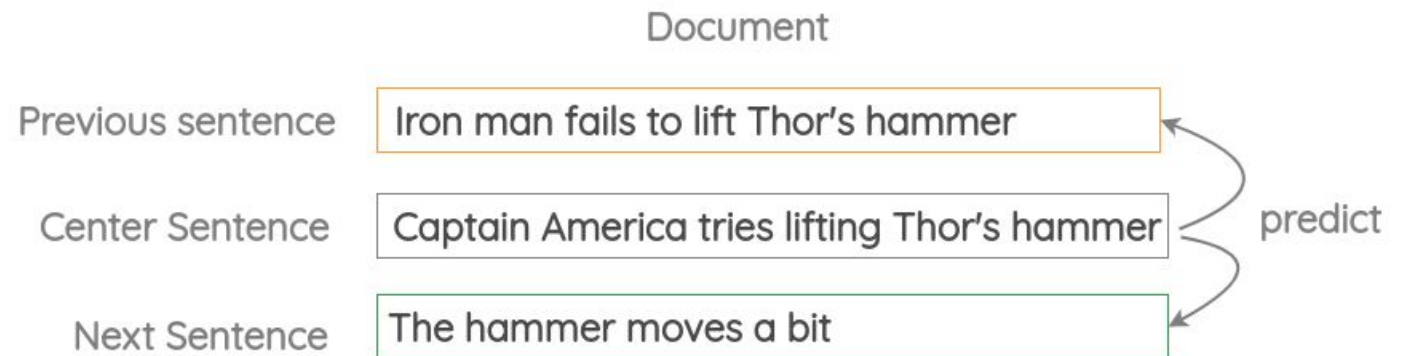 Document
Previous sentence Iron man fails to lift Thor's hammer
Center Sentence Captain America tries lifting Thor's hammer predict
Next Sentence The hammer moves a bit